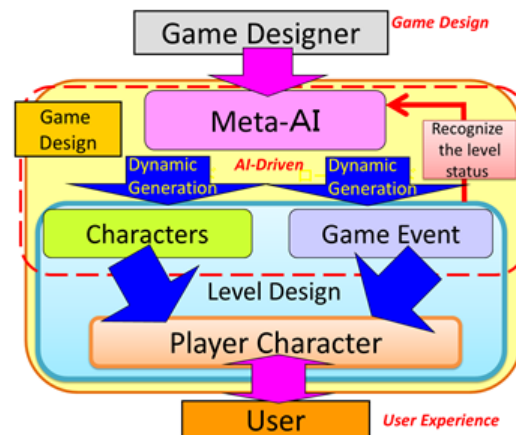 Game Design
Game Designer
Meta-AI
Game
Design
Recognize
the level
status
Dynamic
Generation
AI-Driven
Dynamic
Generation
Characters
Game Event
Level Design
Player Character
User
User Experience